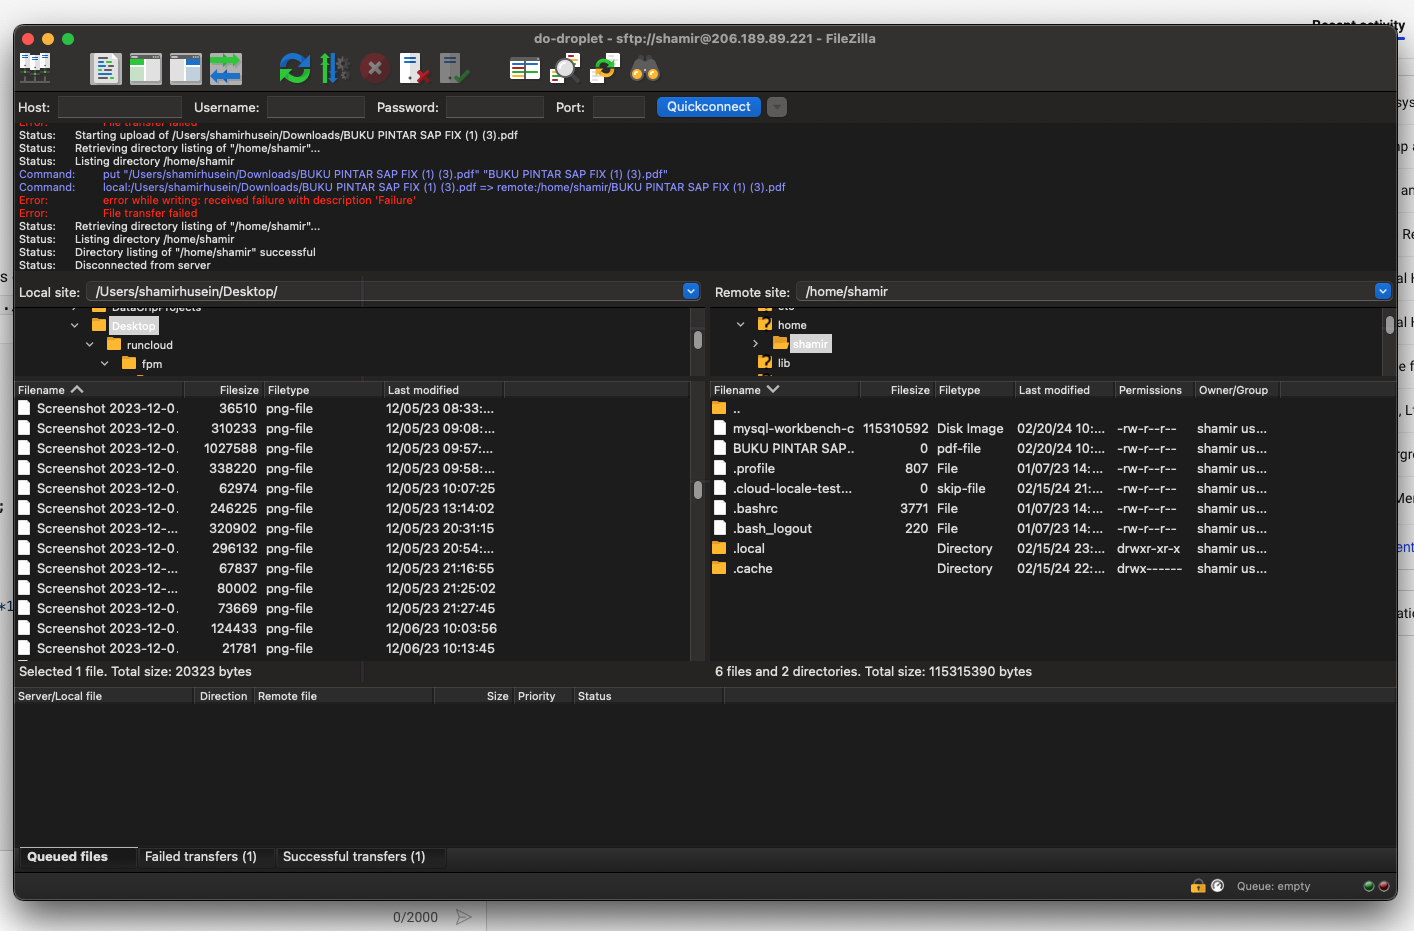 Recent activity
do-droplet - sftp://shamir@206.189.89.221 - FileZilla
Host: Username: Password: Port: Quickconnect
Error: File transfer failed
Status: Starting upload of /Users/shamirhusein/Downloads/BUKU PINTAR SAP FIX (1) (3).pdf
Status: Retrieving directory listing of "/home/shamir"...
Status: Listing directory /home/shamir
Command: put "/Users/shamirhusein/Downloads/BUKU PINTAR SAP FIX (1) (3).pdf" "BUKU PINTAR SAP FIX (1) (3).pdf"
Command: local:/Users/shamirhusein/Downloads/BUKU PINTAR SAP FIX (1) (3).pdf => remote:/home/shamir/BUKU PINTAR SAP FIX (1) (3).pdf
Error: error while writing: received failure with description 'Failure'
Error: File transfer failed
Status: Retrieving directory listing of "/home/shamir"...
Status: Listing directory /home/shamir
Status: Directory listing of "/home/shamir" successful
Status: Disconnected from server
Local site: /Users/shamirhusein/Desktop/
Desktop
runcloud
fpm
Remote site: /home/shamir
etc
home
shamir
lib
Filename Filesize Filetype Last modified
Screenshot 2023-12-0. 36510 png-file 12/05/23 08:33:...
Screenshot 2023-12-0. 310233 png-file 12/05/23 09:08:...
Screenshot 2023-12-0. 1027588 png-file 12/05/23 09:57:...
Screenshot 2023-12-0. 338220 png-file 12/05/23 09:58:...
Screenshot 2023-12-0. 62974 png-file 12/05/23 10:07:25
Screenshot 2023-12-0. 246225 png-file 12/05/23 13:14:02
Screenshot 2023-12-... 320902 png-file 12/05/23 20:31:15
Screenshot 2023-12-0. 296132 png-file 12/05/23 20:54:...
Screenshot 2023-12-... 67837 png-file 12/05/23 21:16:55
Screenshot 2023-12-... 80002 png-file 12/05/23 21:25:02
Screenshot 2023-12-0. 73669 png-file 12/05/23 21:27:45
Screenshot 2023-12-0. 124433 png-file 12/06/23 10:03:56
Screenshot 2023-12-0. 21781 png-file 12/06/23 10:13:45
Selected 1 file. Total size: 20323 bytes
Filename Filesize Filetype Last modified Permissions Owner/Group
..
mysql-workbench-c 115310592 Disk Image 02/20/24 10:... -rw-r--r-- shamir us...
BUKU PINTAR SAP.. 0 pdf-file 02/20/24 10:... -rw-r--r-- shamir us...
.profile 807 File 01/07/23 14:... -rw-r--r-- shamir us...
.cloud-locale-test... 0 skip-file 02/15/24 21:... -rw-r--r-- shamir us...
.bashrc 3771 File 01/07/23 14:... -rw-r--r-- shamir us...
.bash_logout 220 File 01/07/23 14:... -rw-r--r-- shamir us...
.local Directory 02/15/24 23:... drwxr-xr-x shamir us...
.cache Directory 02/15/24 22:... drwx------ shamir us...
6 files and 2 directories. Total size: 115315390 bytes
Server/Local file Direction Remote file Size Priority Status
Queued files Failed transfers (1) Successful transfers (1)
Queue: empty
0/2000